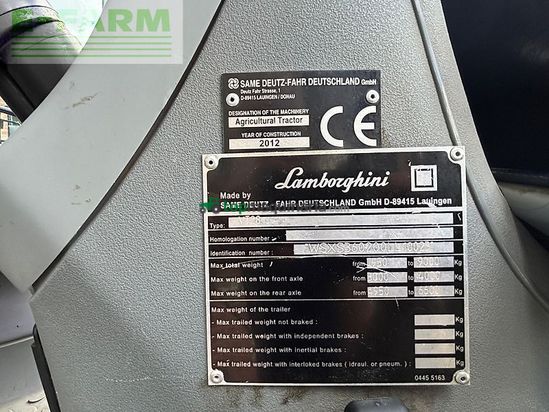 E-FARM
SAME DEUTZ-FAHR DEUTSCHLAND GmbH
Deutz Fahr Strasse, 1
D-89415 LAUINGEN / DONAU
DESIGNATION OF THE MACHINERY
Agricultural Tractor
YEAR OF CONSTRUCTION
2012
CE
Lamborghini
Made by
SAME DEUTZ - FAHR DEUTSCHLAND GmbH D-89415 Lauingen
Type:
Homologation number :
Identification number :
Max total weight from to Kg
Max weight on the front axle from 3000 to 4000 Kg
Max weight on the rear axle from to Kg
Max weight of the trailer
- Max trailed weight not braked : Kg
- Max trailed weight with independent brakes : Kg
- Max trailed weight with inertial brakes : Kg
- Max trailed weight with interloked brakes ( idraul. or pneum. ) : Kg
0445 5163